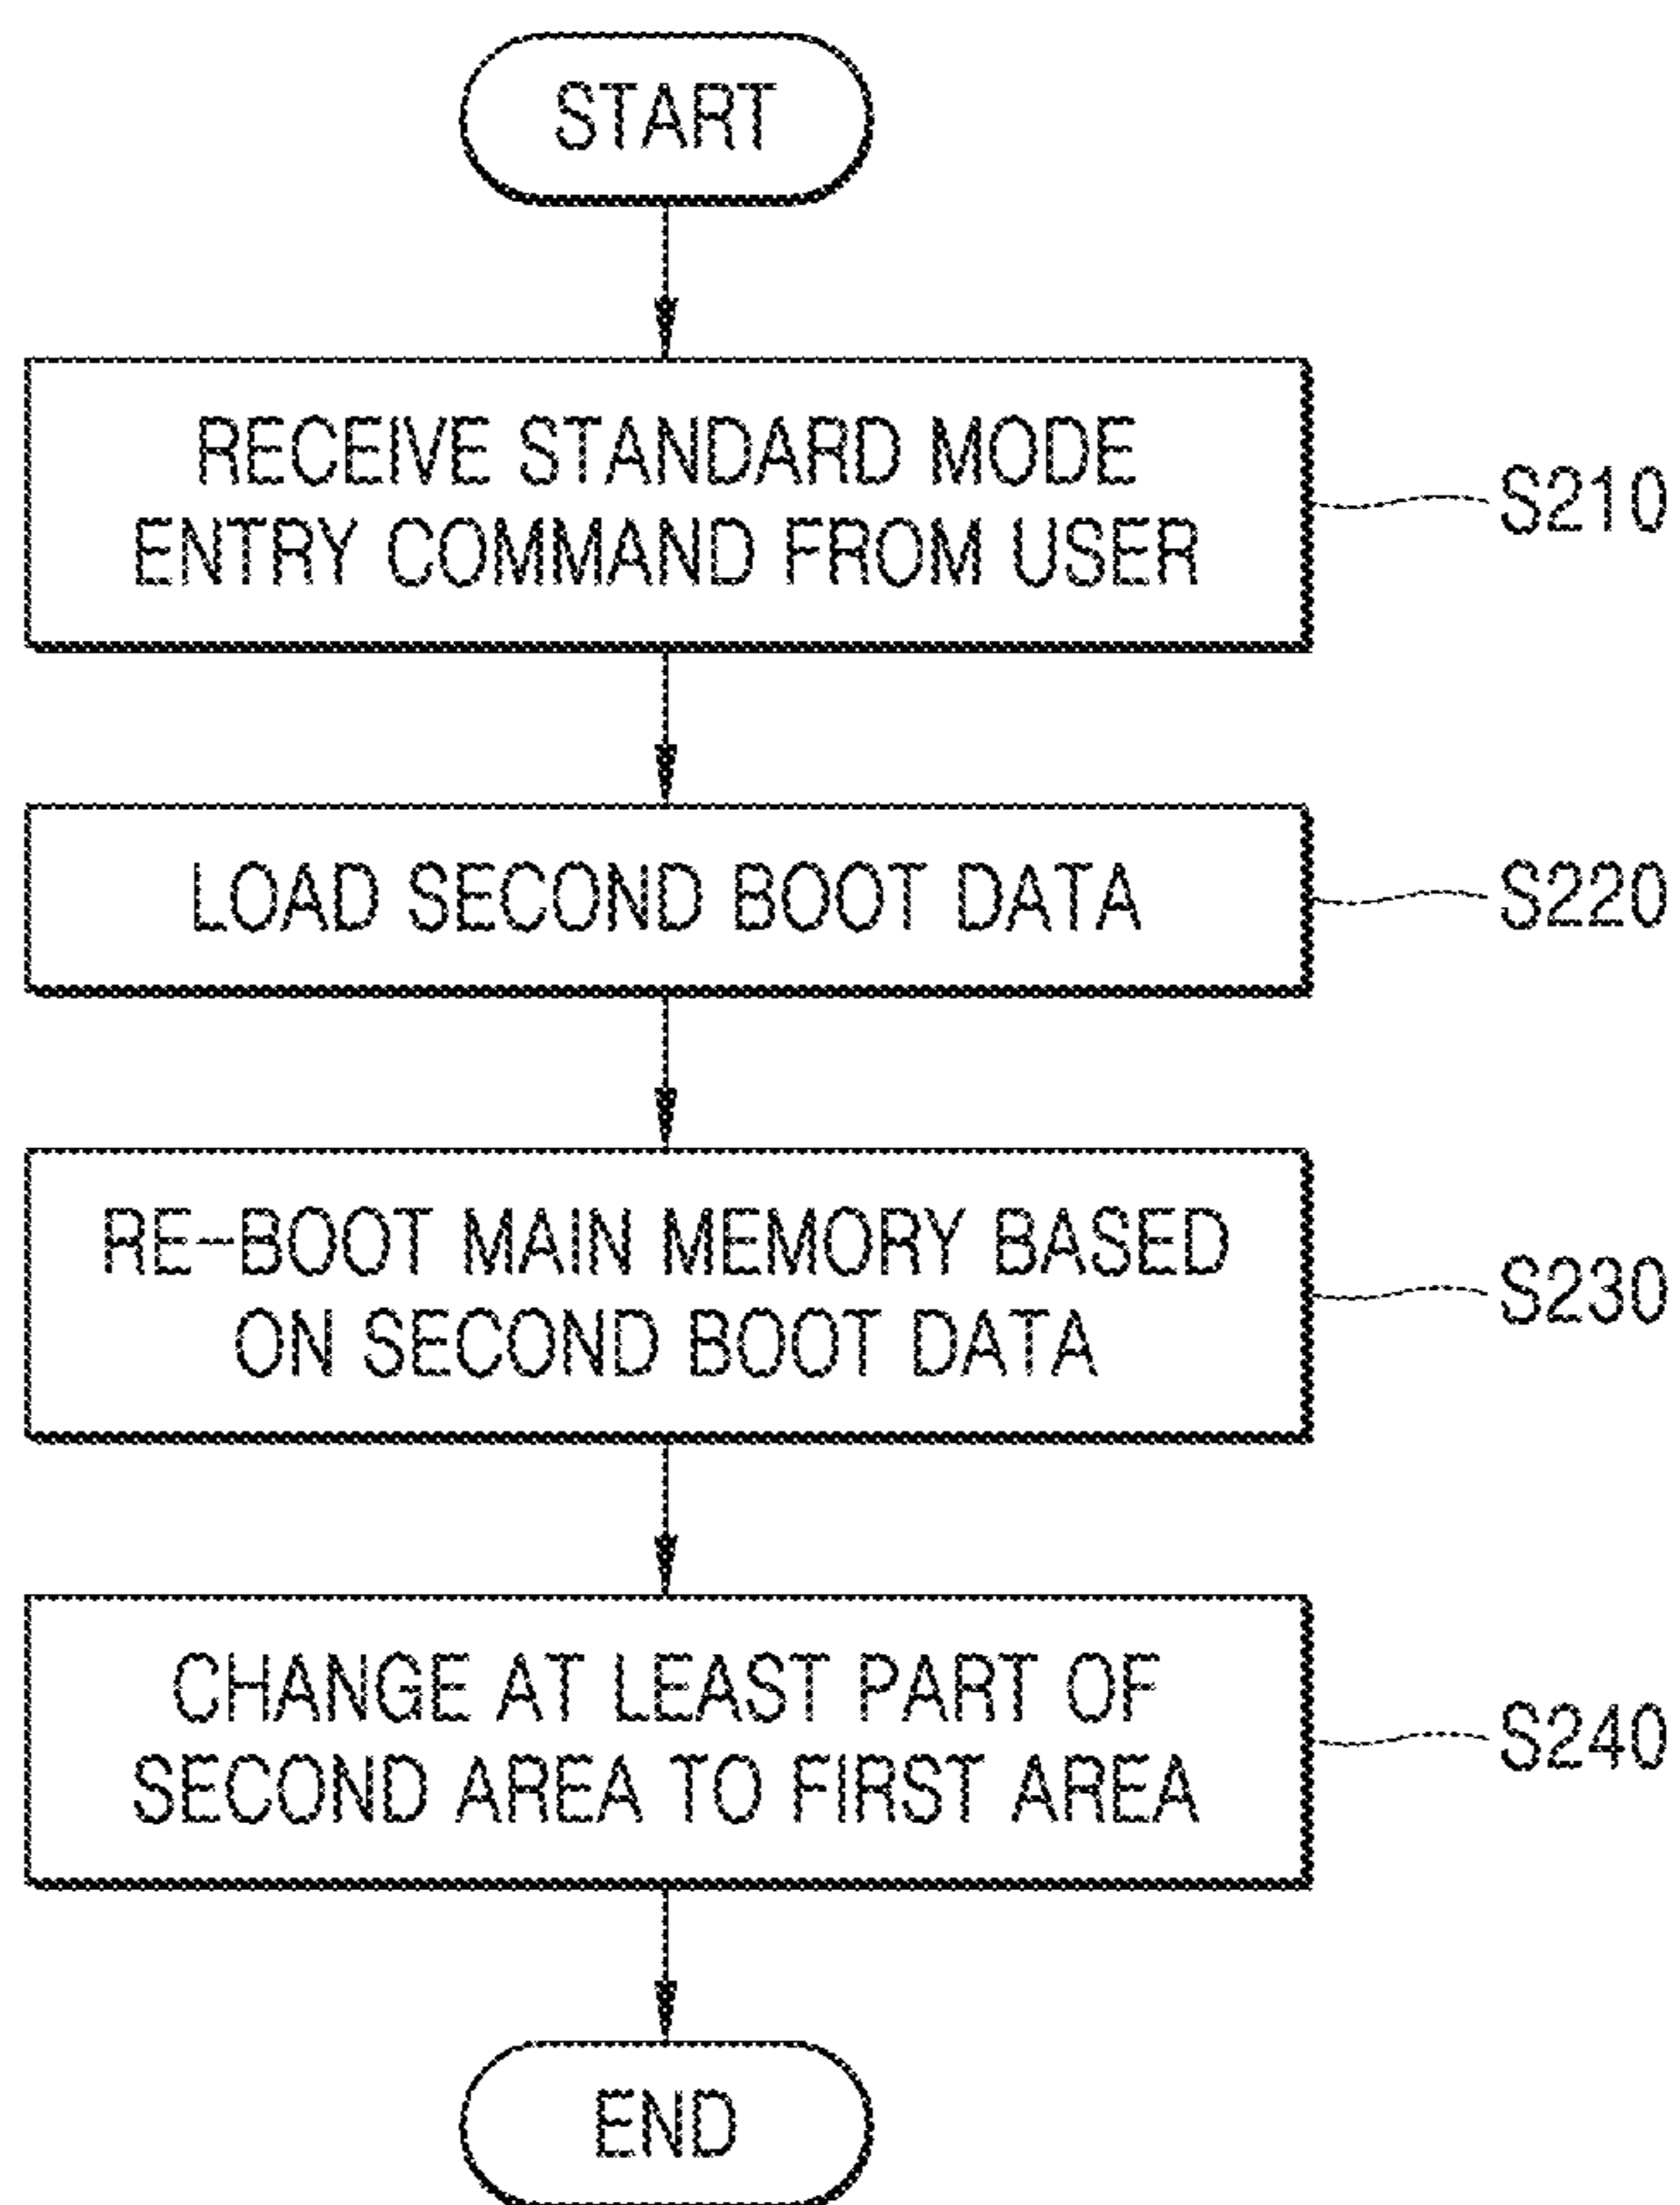 START
RECEIVE STANDARD MODE
ENTRY COMMAND FROM USER
S210
LOAD SECOND BOOT DATA
S220
RE-BOOT MAIN MEMORY BASED
ON SECOND BOOT DATA
S230
CHANGE AT LEAST PART OF
SECOND AREA TO FIRST AREA
S240
END